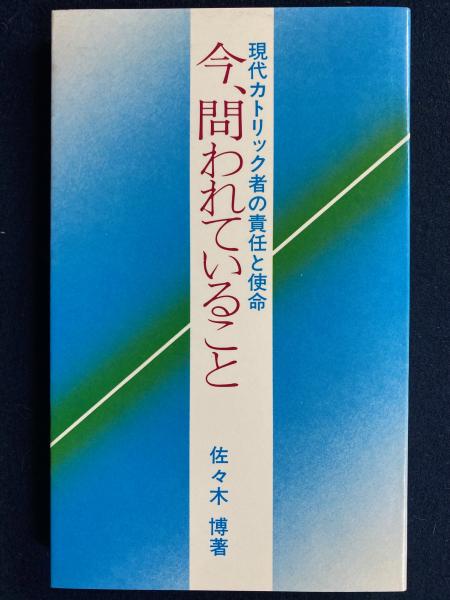 現代カトリック者の責任と使命
今、問われていること
佐々木 博著